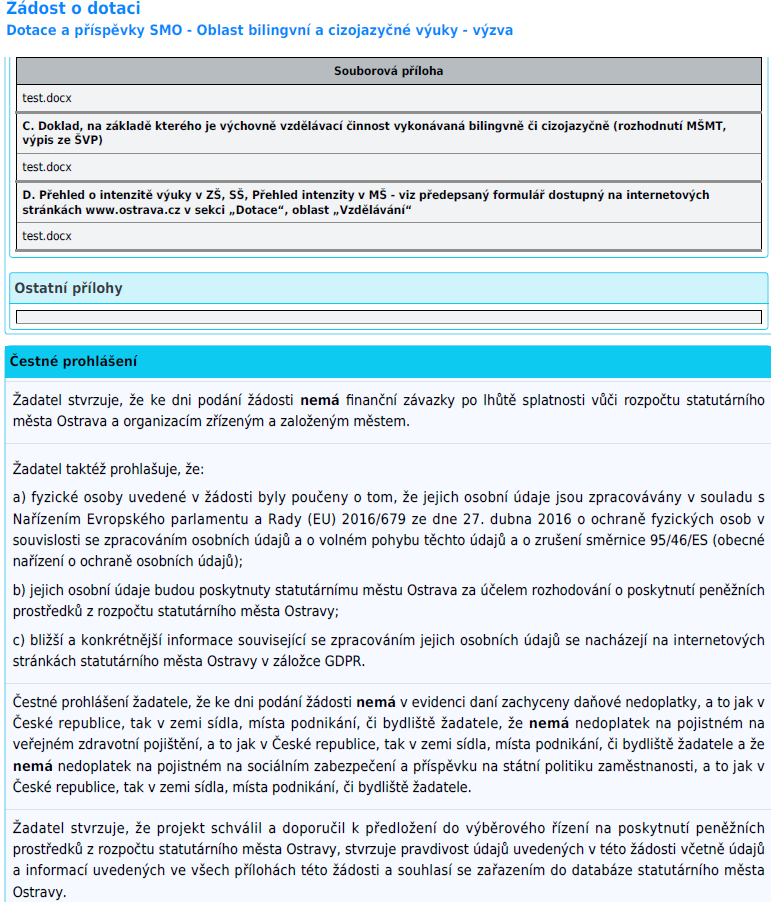 Žádost o dotaci
Dotace a příspěvky SMO - Oblast bilingvní a cizojazyčné výuky - výzva
Souborová příloha
test.docx
C. Doklad, na základě kterého je výchovně vzdělávací činnost vykonávaná bilingvně či cizojazyčně (rozhodnutí MŠMT,
výpis ze ŠVP)
test.docx
D. Přehled o intenzitě výuky v ZŠ, SŠ, Přehled intenzity v MŠ - viz předepsaný formulář dostupný na internetových
stránkách www.ostrava.cz v sekci „Dotace“, oblast „Vzdělávání“
test.docx
Ostatní přílohy
Čestné prohlášení
Žadatel stvrzuje, že ke dni podání žádosti nemá finanční závazky po lhůtě splatnosti vůči rozpočtu statutárního
města Ostrava a organizacím zřízeným a založeným městem.
Žadatel taktéž prohlašuje, že:
a) fyzické osoby uvedené v žádosti byly poučeny o tom, že jejich osobní údaje jsou zpracovávány v souladu s
Nařízením Evropského parlamentu a Rady (EU) 2016/679 ze dne 27. dubna 2016 o ochraně fyzických osob v
souvislosti se zpracováním osobních údajů a o volném pohybu těchto údajů a o zrušení směrnice 95/46/ES (obecné
nařízení o ochraně osobních údajů);
b) jejich osobní údaje budou poskytnuty statutárnímu městu Ostrava za účelem rozhodování o poskytnutí peněžních
prostředků z rozpočtu statutárního města Ostravy;
c) bližší a konkrétnější informace související se zpracováním jejich osobních údajů se nacházejí na internetových
stránkách statutárního města Ostravy v záložce GDPR.
Čestné prohlášení žadatele, že ke dni podání žádosti nemá v evidenci daní zachyceny daňové nedoplatky, a to jak v
České republice, tak v zemi sídla, místa podnikání, či bydliště žadatele, že nemá nedoplatek na pojistném na
veřejném zdravotní pojištění, a to jak v České republice, tak v zemi sídla, místa podnikání, či bydliště žadatele a že
nemá nedoplatek na pojistném na sociálním zabezpečení a příspěvku na státní politiku zaměstnanosti, a to jak v
České republice, tak v zemi sídla, místa podnikání, či bydliště žadatele.
Žadatel stvrzuje, že projekt schválil a doporučil k předložení do výběrového řízení na poskytnutí peněžních
prostředků z rozpočtu statutárního města Ostravy, stvrzuje pravdivost údajů uvedených v této žádosti včetně údajů
a informací uvedených ve všech přílohách této žádosti a souhlasí se zařazením do databáze statutárního města
Ostravy.